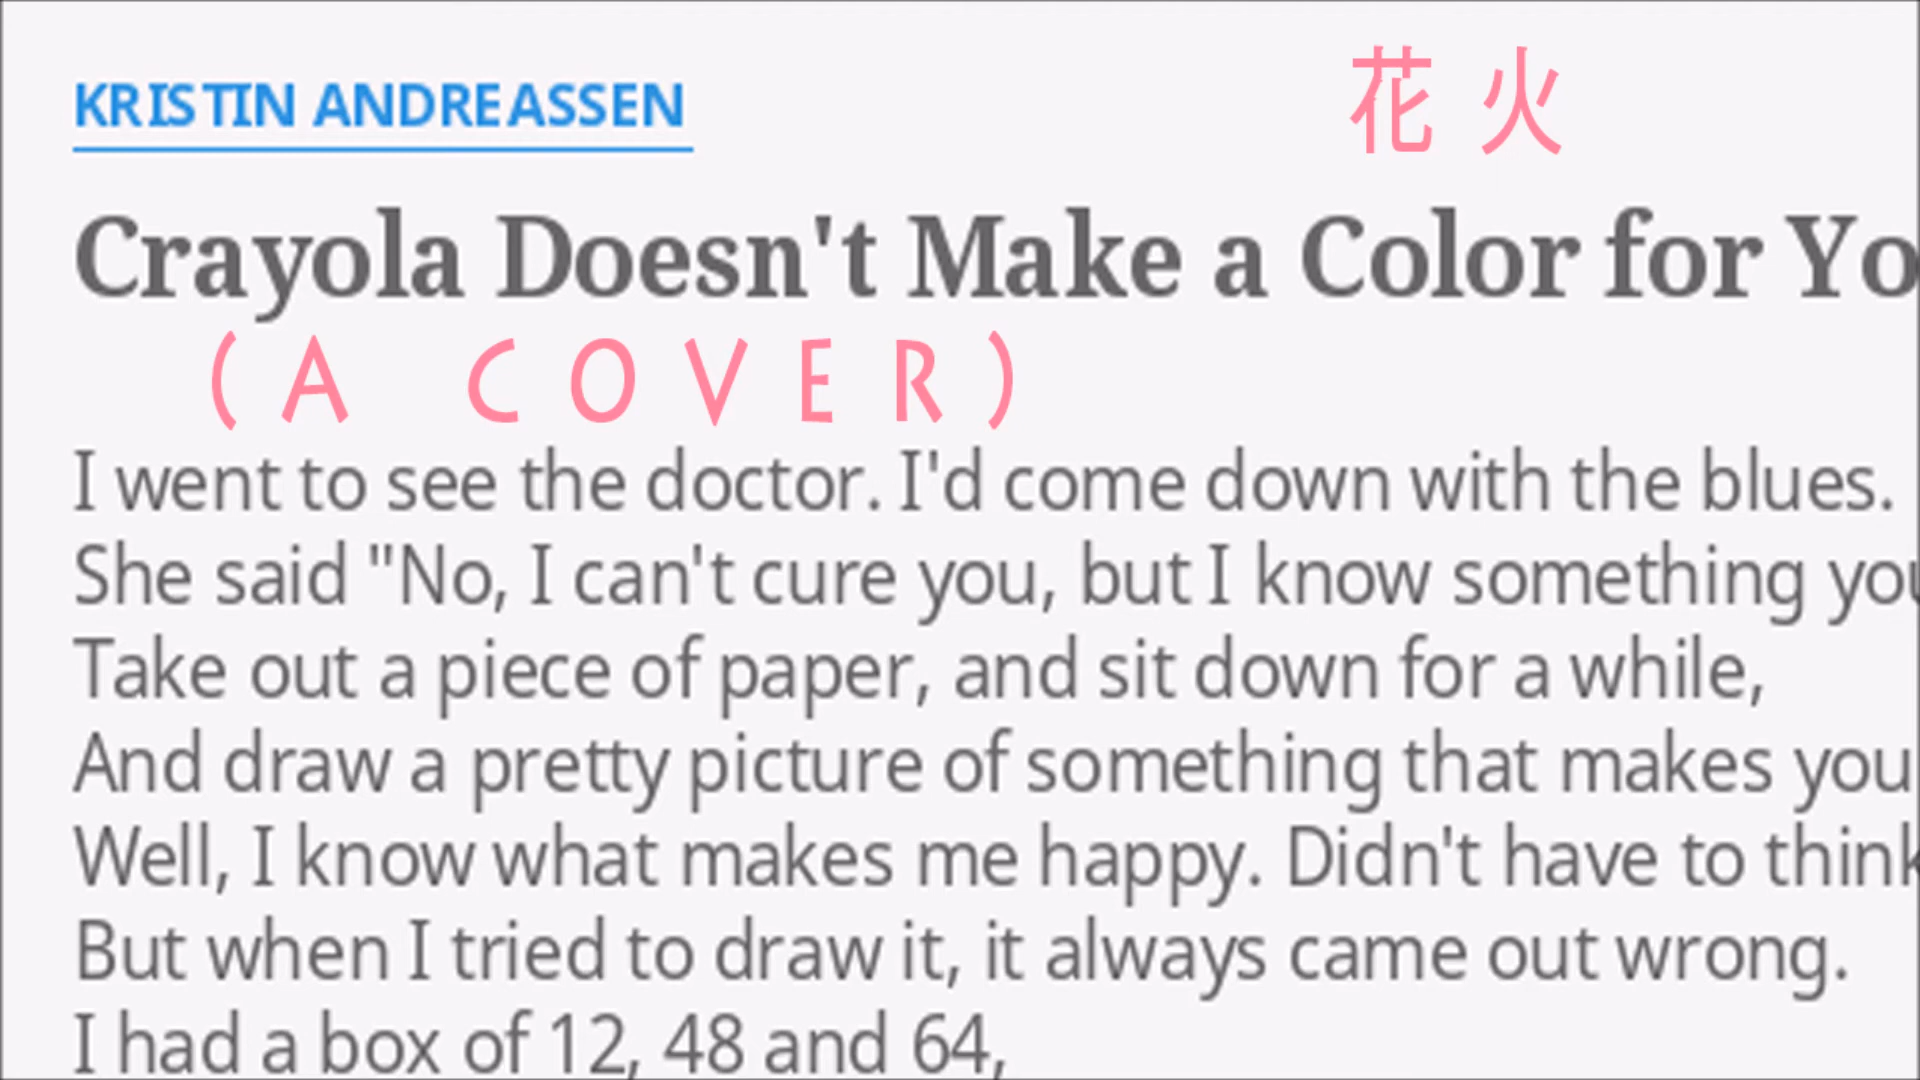 KRISTIN ANDREASSEN
花火
Crayola Doesn't Make a Color for Yo
(A COVER)
I went to see the doctor. I'd come down with the blues.
She said "No, I can't cure you, but I know something you
Take out a piece of paper, and sit down for a while,
And draw a pretty picture of something that makes you
Well, I know what makes me happy. Didn't have to think
But when I tried to draw it, it always came out wrong.
I had a box of 12, 48 and 64,